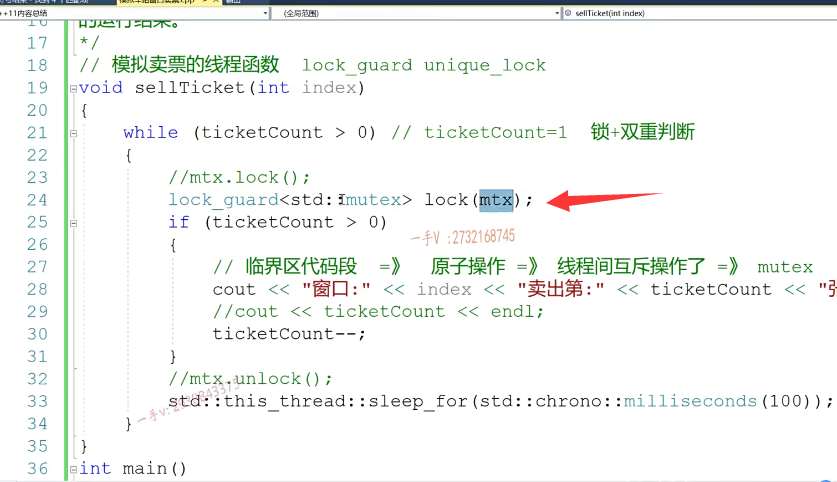 ++11内容总结 (全局范围) sellTicket(int index)
16 的运行结果。
17 */
18 // 模拟卖票的线程函数 lock_guard unique_lock
19 void sellTicket(int index)
20 {
21 while (ticketCount > 0) // ticketCount=1 锁+双重判断
22 {
23 //mtx.lock();
24 lock_guard<std::mutex> lock(mtx);
25 if (ticketCount > 0)
一手V :2732168745
26 {
27 // 临界区代码段 =》 原子操作 =》 线程间互斥操作了 =》 mutex
28 cout << "窗口:" << index << "卖出第:" << ticketCount << "张
29 //cout << ticketCount << endl;
30 ticketCount--;
31 }
32 //mtx.unlock();
33 std::this_thread::sleep_for(std::chrono::milliseconds(100));
34 }
35 }
36 int main()